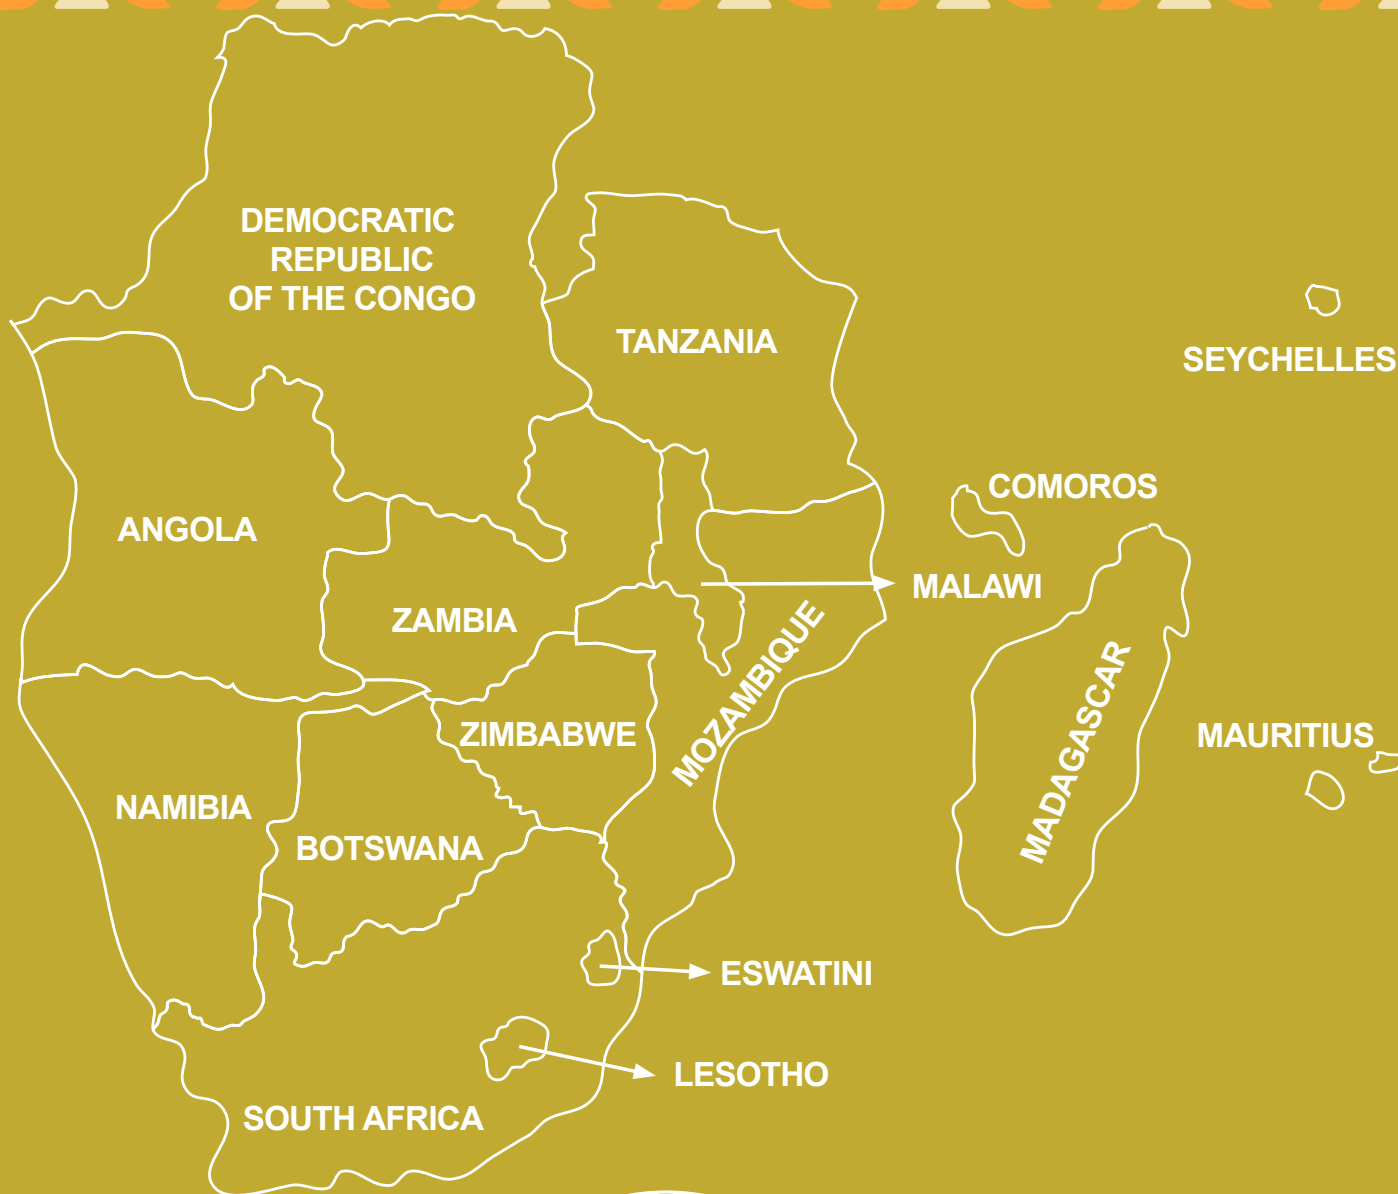 DEMOCRATIC
REPUBLIC
OF THE CONGO
TANZANIA
SEYCHELLES
COMOROS
ANGOLA
MALAWI
ZAMBIA
MOZAMBIQUE
MADAGASCAR
ZIMBABWE
MAURITIUS
NAMIBIA
BOTSWANA
ESWATINI
LESOTHO
SOUTH AFRICA